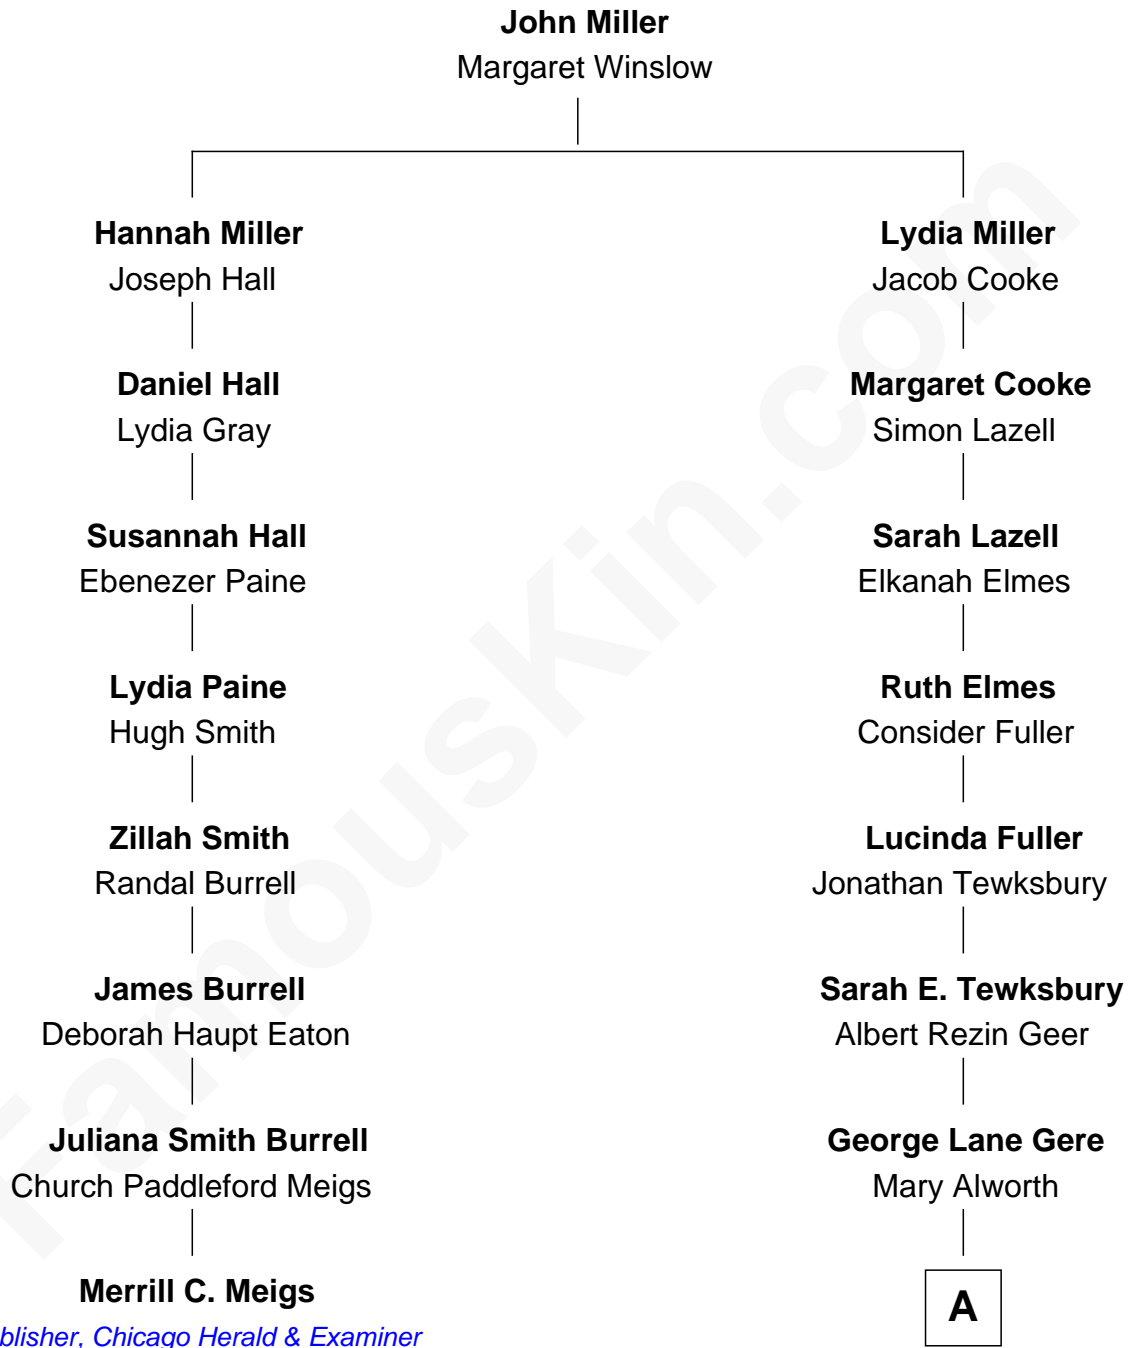 John Miller
Margaret Winslow
Hannah Miller
Joseph Hall
Lydia Miller
Jacob Cooke
Daniel Hall
Lydia Gray
Margaret Cooke
Simon Lazell
Susannah Hall
Ebenezer Paine
Sarah Lazell
Elkanah Elmes
Lydia Paine
Hugh Smith
Ruth Elmes
Consider Fuller
Zillah Smith
Randal Burrell
Lucinda Fuller
Jonathan Tewksbury
James Burrell
Deborah Haupt Eaton
Sarah E. Tewksbury
Albert Rezin Geer
Juliana Smith Burrell
Church Paddleford Meigs
George Lane Gere
Mary Alworth
Merrill C. Meigs
blisher, Chicago Herald & Examiner
A
FamousKin.com